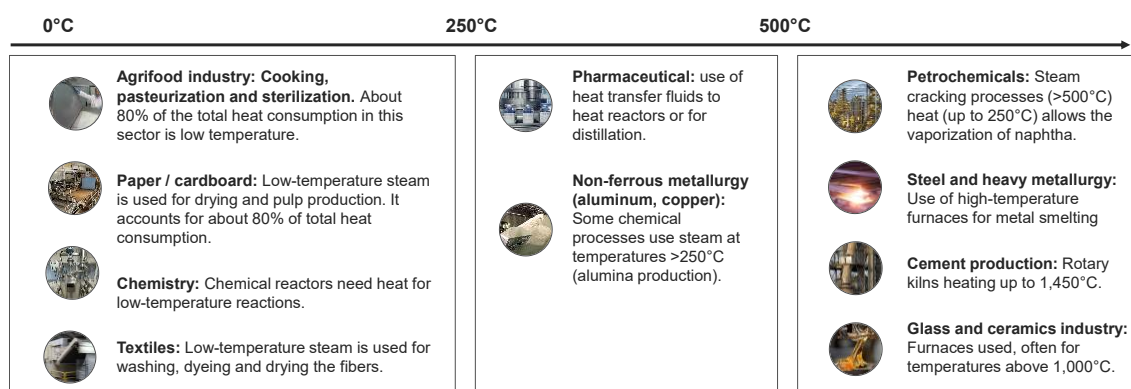 0°C
250°C
500°C
Agrifood industry: Cooking,
pasteurization and sterilization. About
80% of the total heat consumption in this
sector is low temperature.
Paper / cardboard: Low-temperature steam
is used for drying and pulp production. It
accounts for about 80% of total heat
consumption.
Chemistry: Chemical reactors need heat for
low-temperature reactions.
Textiles: Low-temperature steam is used for
washing, dyeing and drying the fibers.
Pharmaceutical: use of
heat transfer fluids to
heat reactors or for
distillation.
Non-ferrous metallurgy
(aluminum, copper):
Some chemical
processes use steam at
temperatures >250°C
(alumina production).
Petrochemicals: Steam
cracking processes (>500°C)
heat (up to 250°C) allows the
vaporization of naphtha.
Steel and heavy metallurgy:
Use of high-temperature
furnaces for metal smelting
Cement production: Rotary
kilns heating up to 1,450°C.
Glass and ceramics industry:
Furnaces used, often for
temperatures above 1,000°C.